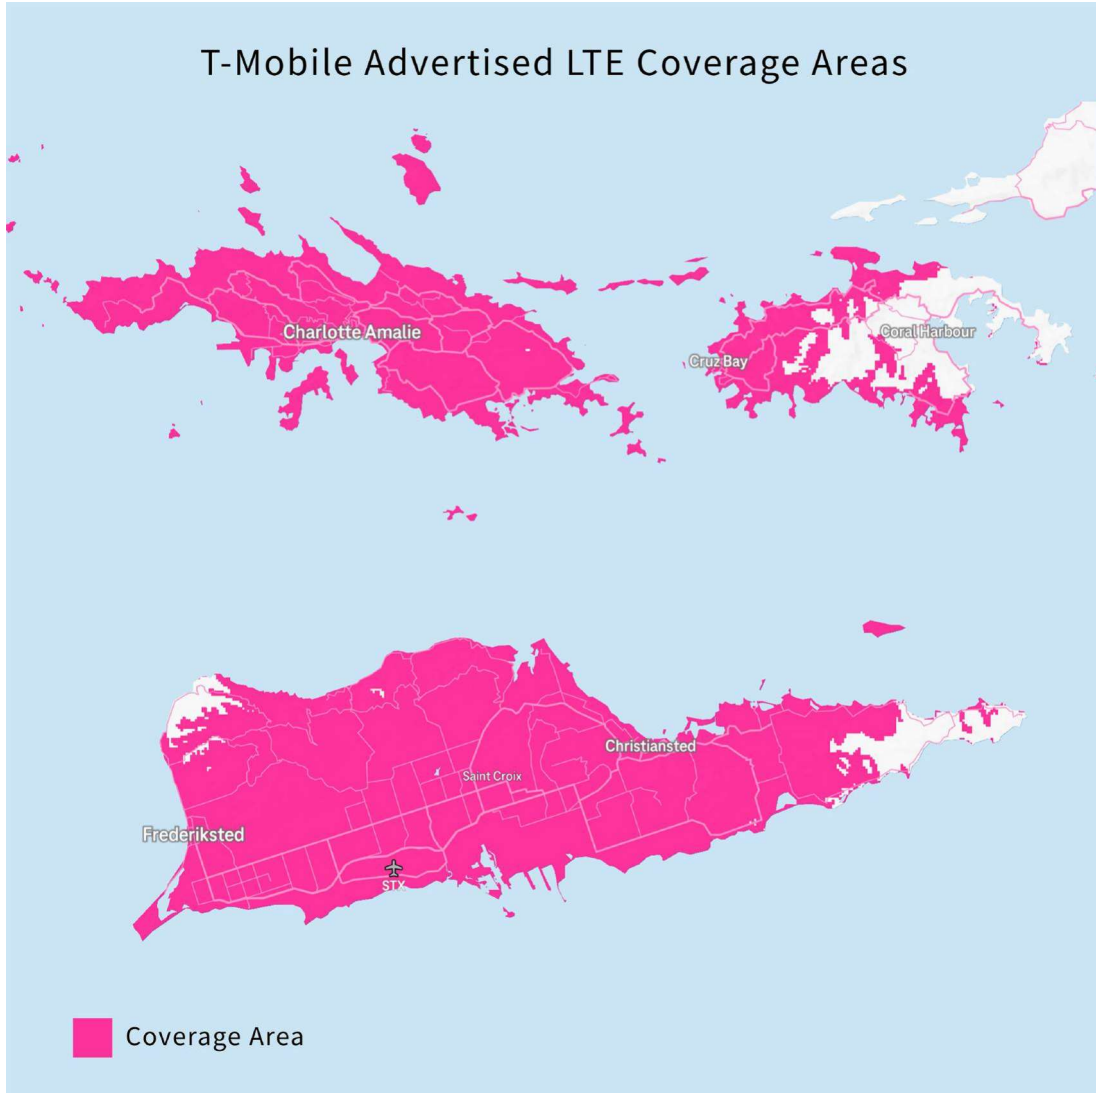 T-Mobile Advertised LTE Coverage Areas
Charlotte Amalie
Coral Harbour
Cruz Bay
Christiansted
Saint Croix
Frederiksted
STX
Coverage Area